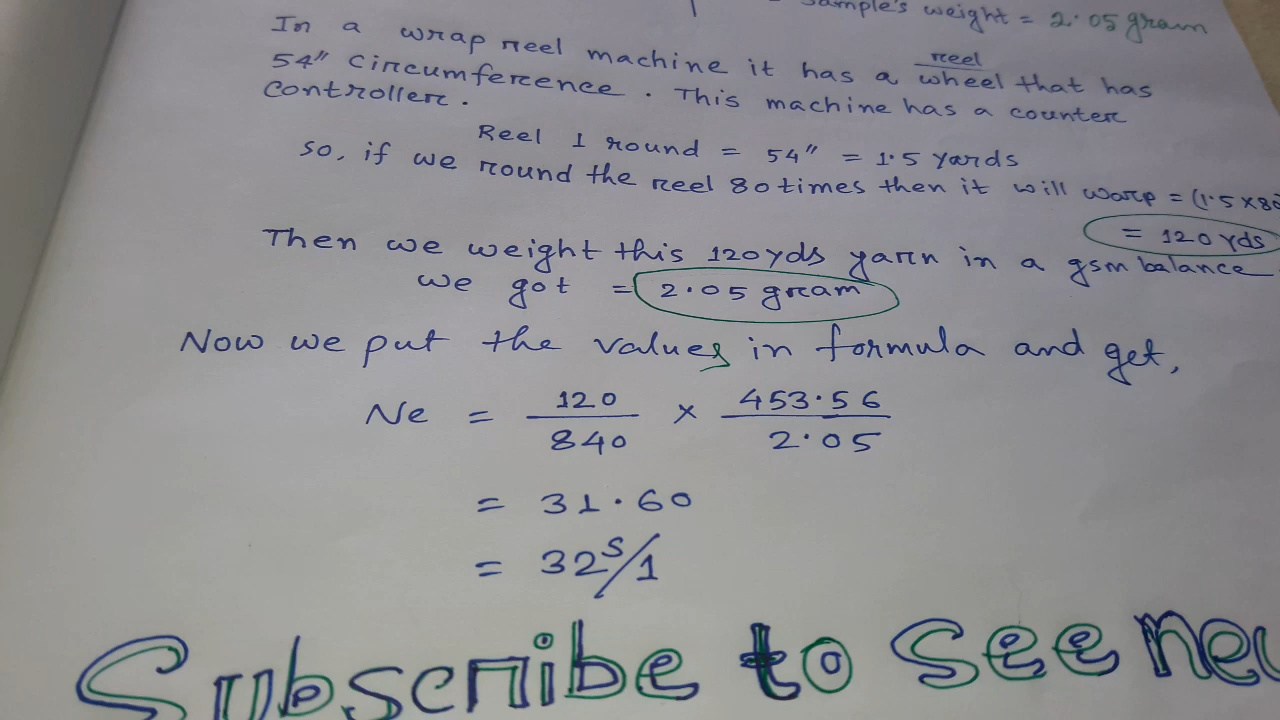 sample's weight = 2.05 gram
In a wrap reel machine it has a reel wheel that has
54" circumference. This machine has a counter
controller.
Reel 1 round = 54" = 1.5 yards
so, if we round the reel 80 times then it will warp = (1.5 x 80
= 120 yds
Then we weight this 120 yds yarn in a gsm balance
we got = 2.05 gram
Now we put the values in formula and get,
Ne = 120/840 x 453.56/2.05
= 31.60
= 32ˢ/1
Subscribe to see new